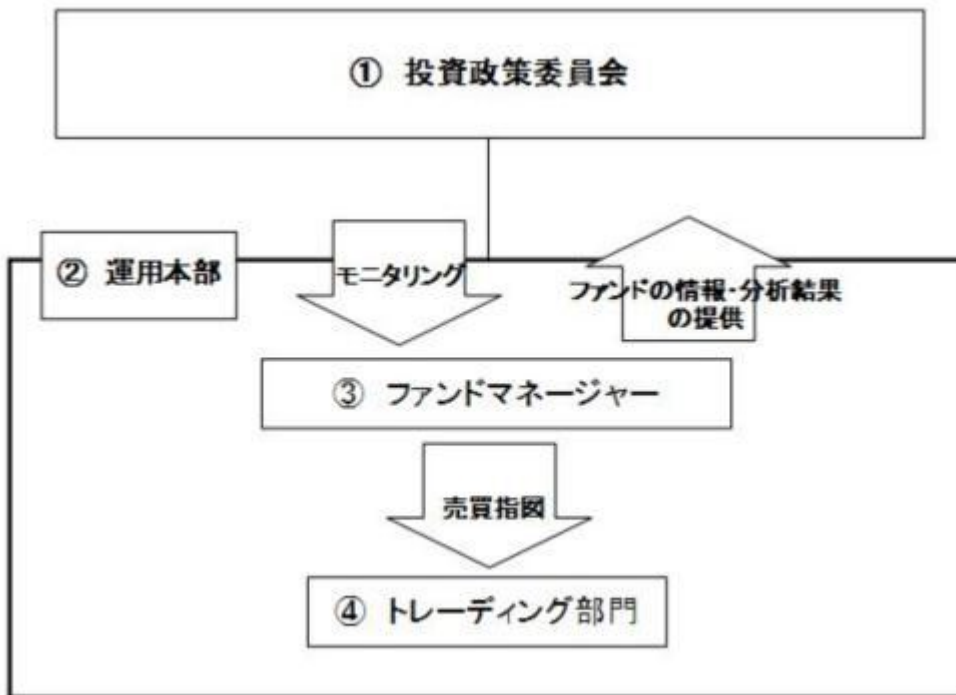 ① 投資政策委員会
② 運用本部
モニタリング
ファンドの情報・分析結果
の提供
③ ファンドマネージャー
売買指図
④ トレーディング部門